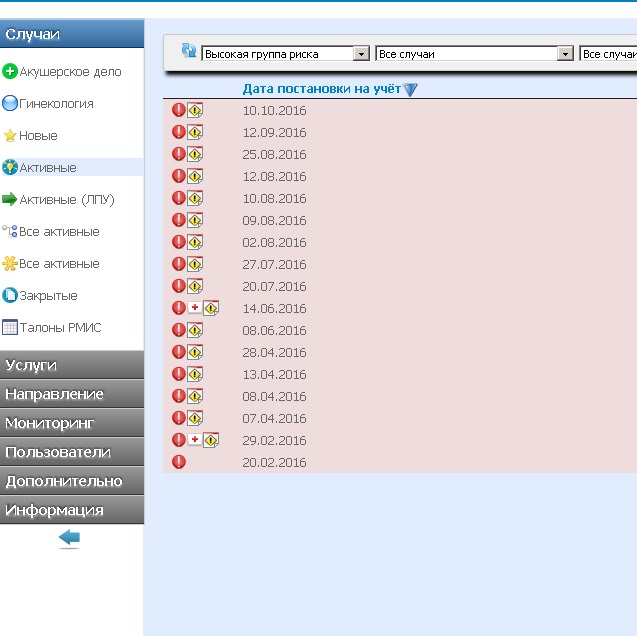 Случаи
Акушерское дело
Гинекология
Новые
Активные
Активные (ЛПУ)
Все активные
Все активные
Закрытые
Талоны РМИС
Услуги
Направление
Мониторинг
Пользователи
Дополнительно
Информация
Высокая группа риска
Все случаи
Все случаи
Дата постановки на учёт
10.10.2016
12.09.2016
25.08.2016
12.08.2016
10.08.2016
09.08.2016
02.08.2016
27.07.2016
20.07.2016
14.06.2016
08.06.2016
28.04.2016
13.04.2016
08.04.2016
07.04.2016
29.02.2016
20.02.2016